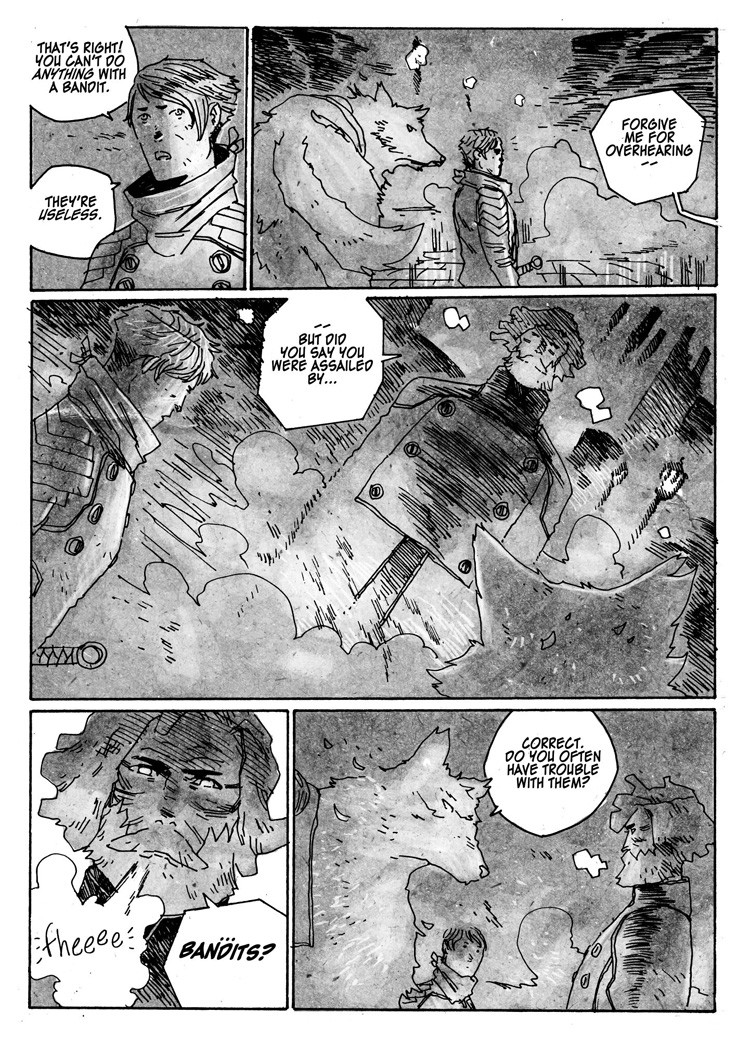 THAT'S RIGHT!
YOU CAN'T DO
ANYTHING WITH
A BANDIT.
THEY'RE
USELESS.
FORGIVE
ME FOR
OVERHEARING
--
--
BUT DID
YOU SAY YOU
WERE ASSAILED
BY...
fheeee
...
BANDITS?
CORRECT.
DO YOU OFTEN
HAVE TROUBLE
WITH THEM?